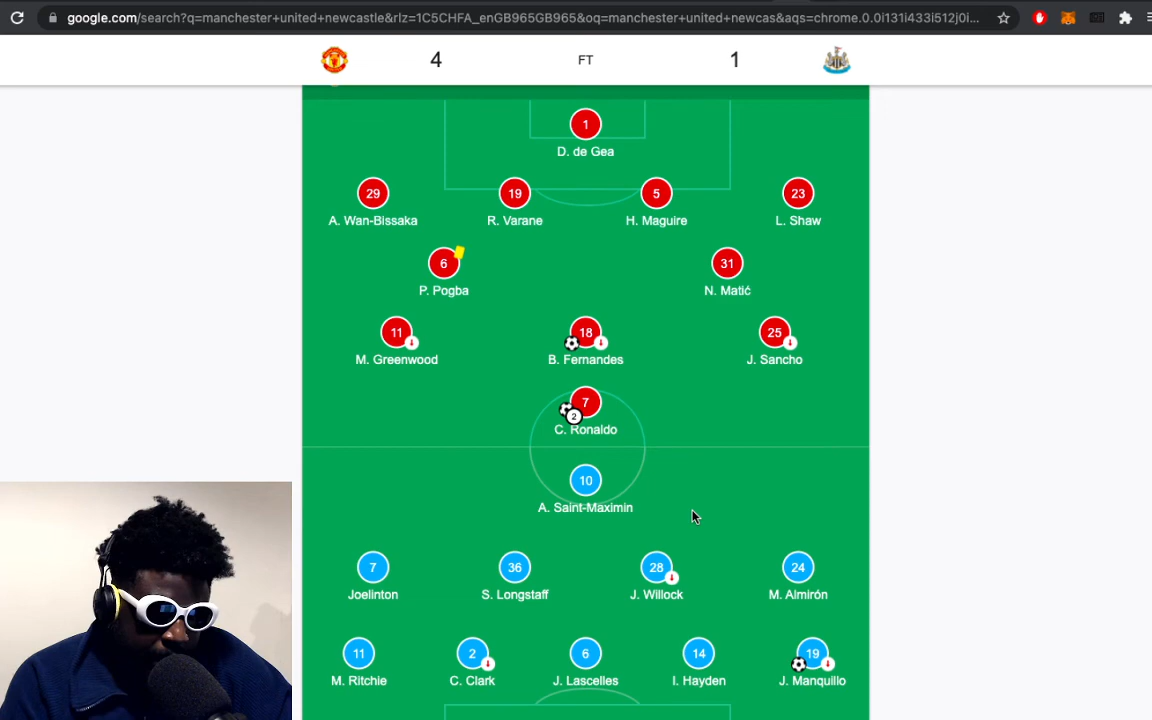 google.com/search?q=manchester+united+newcastle&rlz=1C5CHFA_enGB965GB965&oq=manchester+united+newcas&aqs=chrome.0.0i131i433i512j0i...
4 FT 1
1
D. de Gea
29 19 5 23
A. Wan-Bissaka R. Varane H. Maguire L. Shaw
6 31
P. Pogba N. Matić
11 18 25
M. Greenwood B. Fernandes J. Sancho
7
2
C. Ronaldo
10
A. Saint-Maximin
7 36 28 24
Joelinton S. Longstaff J. Willock M. Almirón
11 2 6 14 19
M. Ritchie C. Clark J. Lascelles I. Hayden J. Manquillo